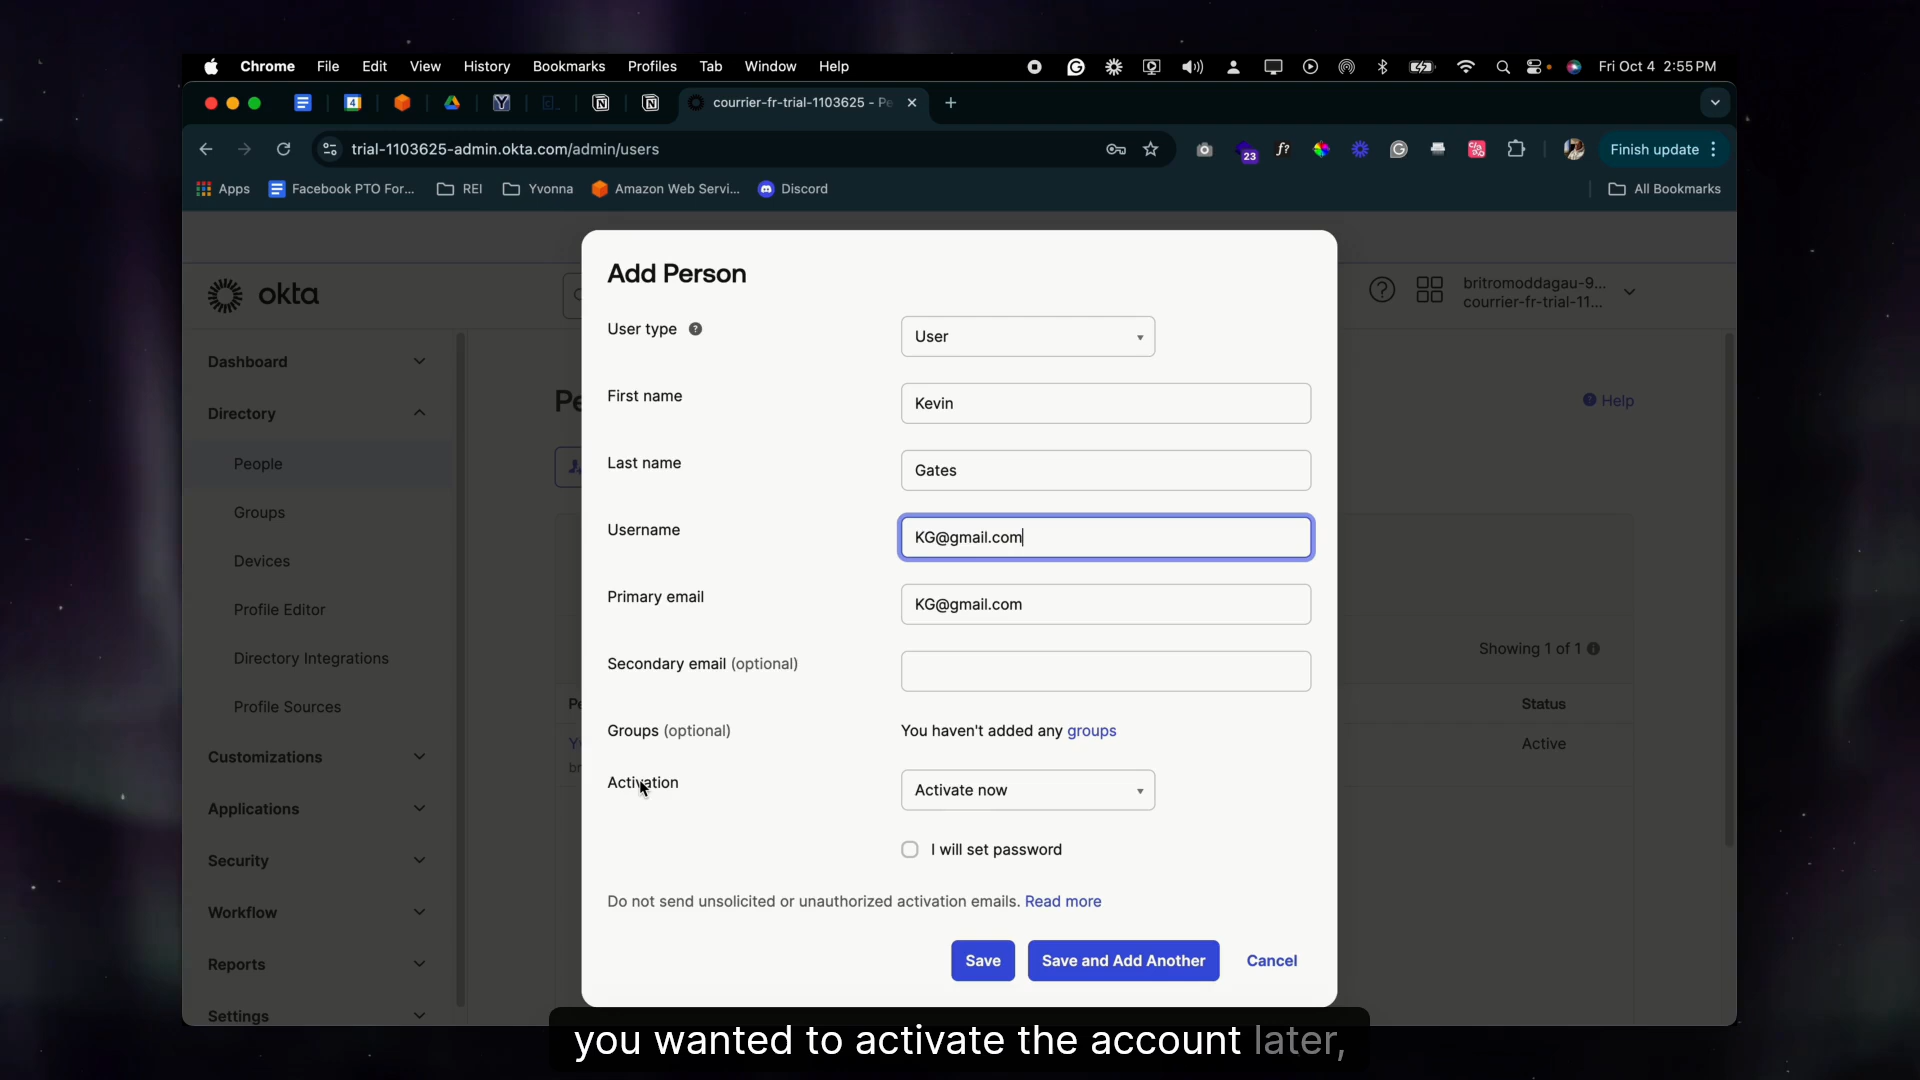 Chrome File Edit View History Bookmarks Profiles Tab Window Help Fri Oct 4 2:55 PM
4 courrier-fr-trial-1103625 - Pe
trial-1103625-admin.okta.com/admin/users 23 f? Finish update
Apps Facebook PTO For... REI Yvonna Amazon Web Servi... Discord All Bookmarks
okta
britromoddagau-9...
courrier-fr-trial-11...
Dashboard
Directory
People
Groups
Devices
Profile Editor
Directory Integrations
Profile Sources
Customizations
Applications
Security
Workflow
Reports
Settings
Pe
Help
Showing 1 of 1
Pe
Status
Y
br
Active
Add Person
User type ? User
First name Kevin
Last name Gates
Username KG@gmail.com
Primary email KG@gmail.com
Secondary email (optional)
Groups (optional) You haven't added any groups
Activation Activate now
I will set password
Do not send unsolicited or unauthorized activation emails. Read more
Save Save and Add Another Cancel
you wanted to activate the account later,